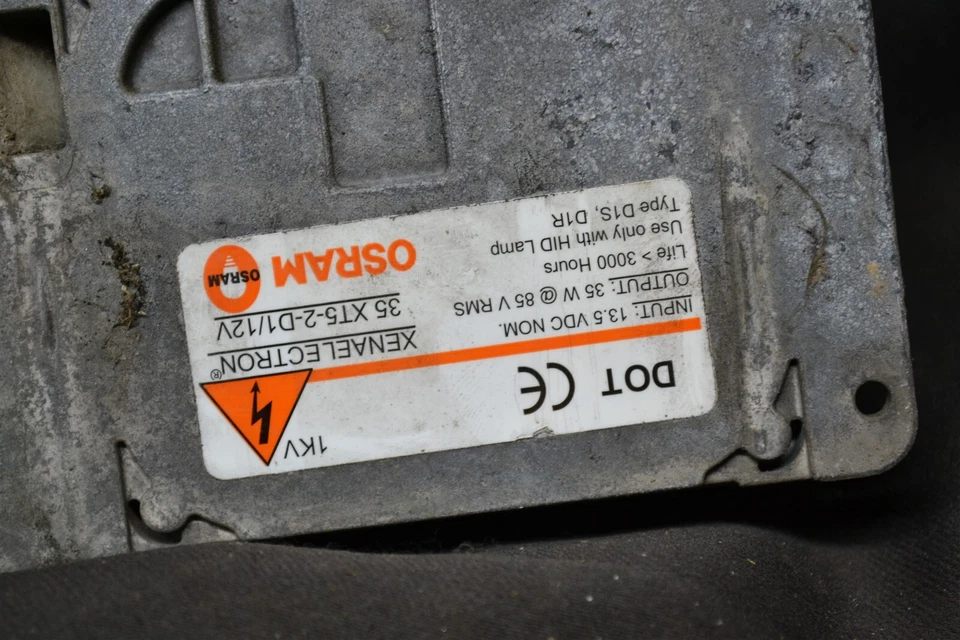 DOT CE
1KV
INPUT: 13.5 VDC NOM.
OUTPUT: 35 W @ 85 V RMS
Life > 3000 Hours
Use only with HID Lamp
Type D1S, D1R
XENAELECTRON®
35 XT5-2-D1/12V
OSRAM
OSRAM